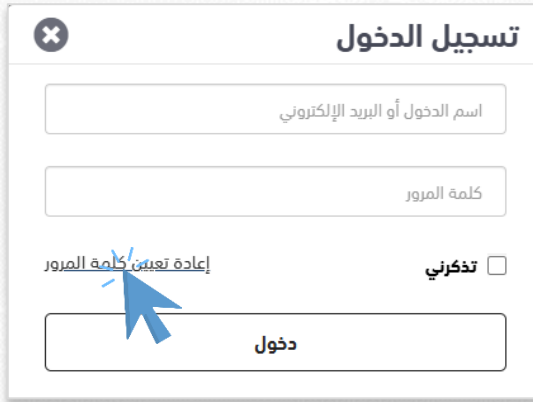 تسجيل الدخول
اسم الدخول أو البريد الإلكتروني
كلمة المرور
تذكرني
إعادة تعيين كلمة المرور
دخول